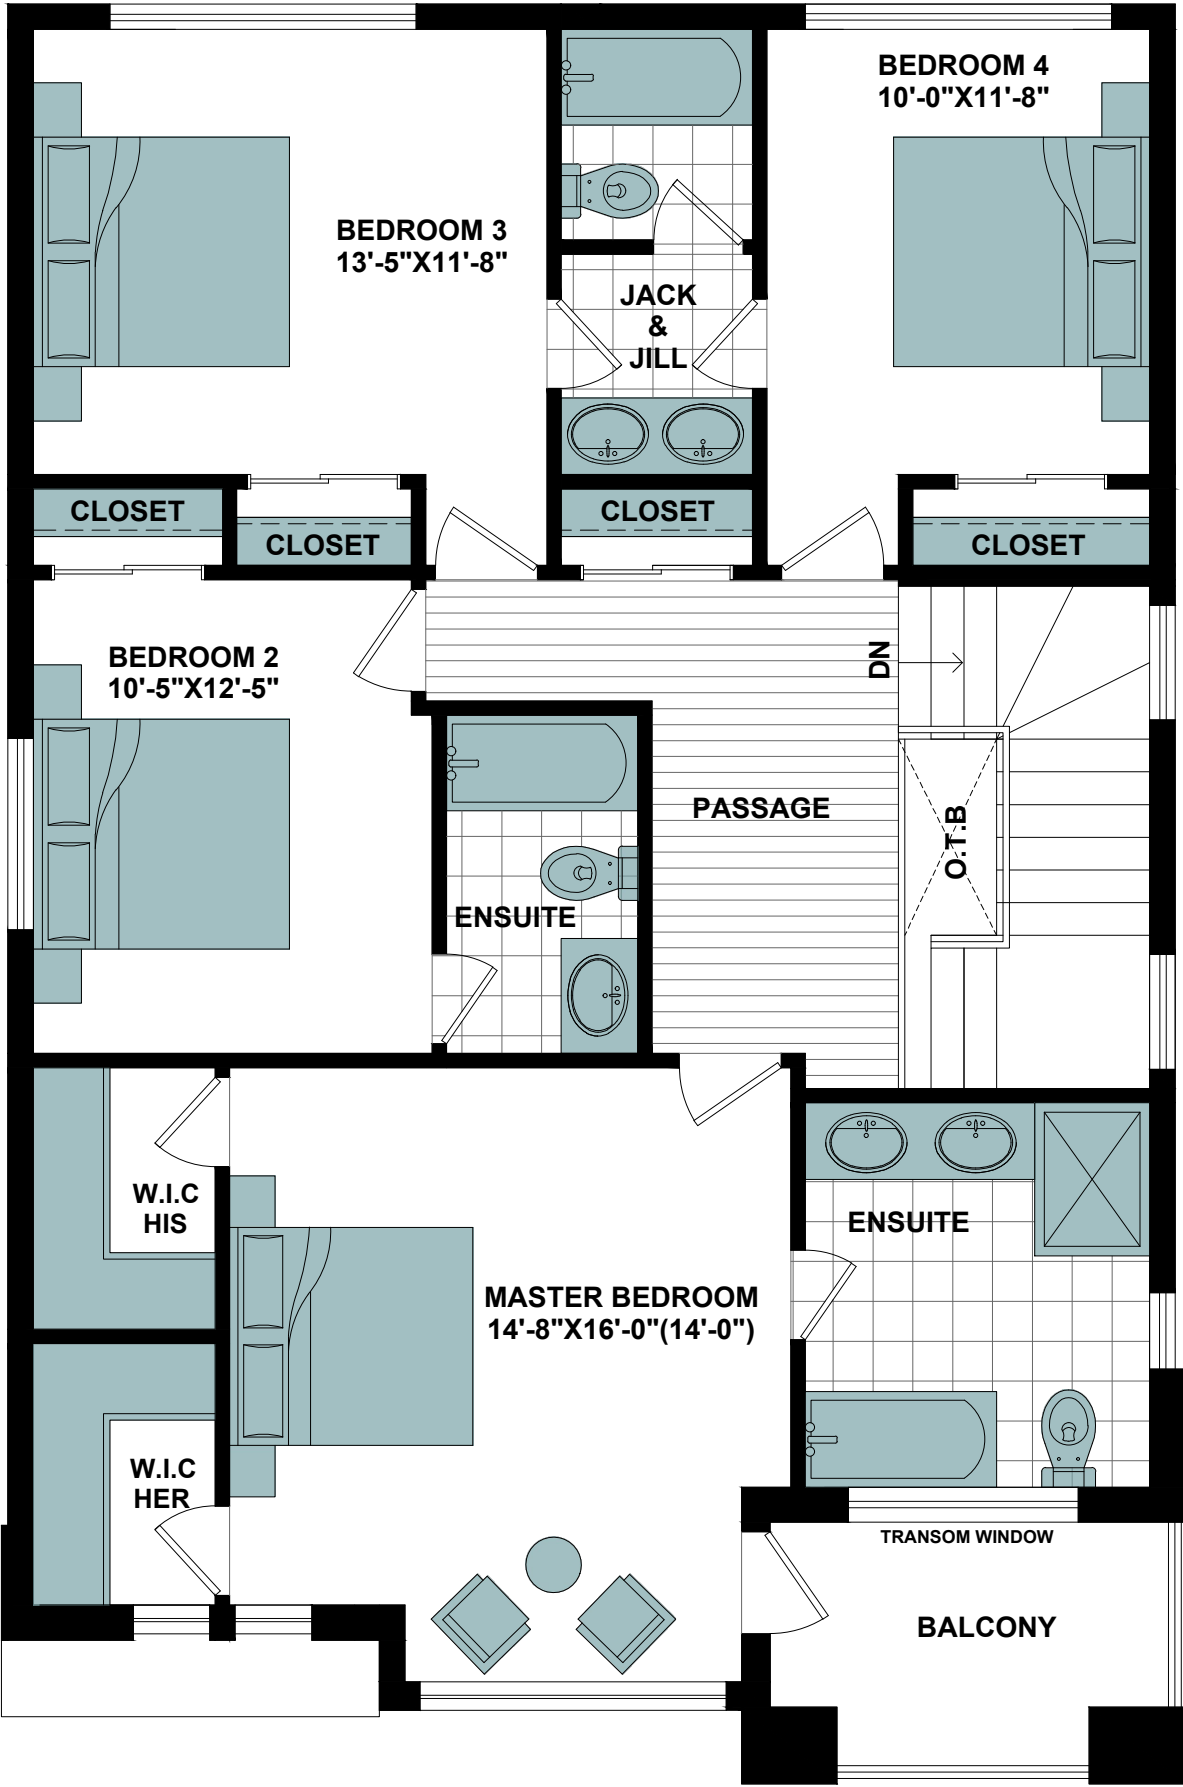 BEDROOM 4
10'-0"X11'-8"
BEDROOM 3
13'-5"X11'-8"
JACK
&
JILL
CLOSET
CLOSET
CLOSET
CLOSET
BEDROOM 2
10'-5"X12'-5"
DN
PASSAGE
O.T.B
ENSUITE
W.I.C
HIS
ENSUITE
MASTER BEDROOM
14'-8"X16'-0"(14'-0")
W.I.C
HER
TRANSOM WINDOW
BALCONY